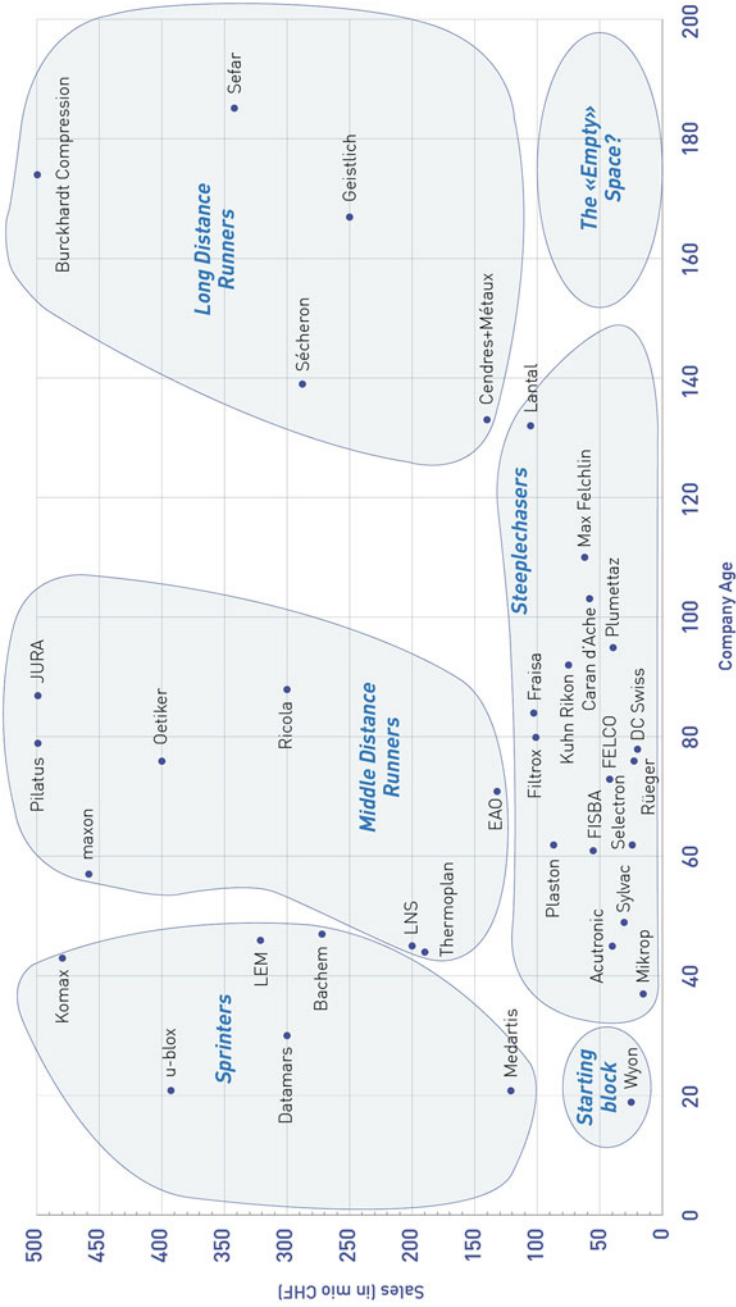 500
400
300
200
100
50
0
Sales (in mio CHF)
0
20
40
60
80
100
120
140
160
180
200
Company Age
Sprinters
Komax
u-blox
LEM
Datamars
Bachem
Medartis
Middle Distance
Runners
Pilatus
JURA
maxon
Oetiker
Ricola
LNS
Thermoplan
EAO
Long Distance
Runners
Burckhardt Compression
Sefar
Geistlich
Sécheron
Cendres+Métaux
Starting
block
Wyon
Steeplechasers
Lantal
Filtrox
Fraisa
Plaston
Kuhn Rikon
Max Felchlin
Caran d'Ache
Plumettaz
FISBA
FELCO
Acutronic
Selectron
DC Swiss
Sylvac
Rüeger
Mikrop
The «Empty»
Space?